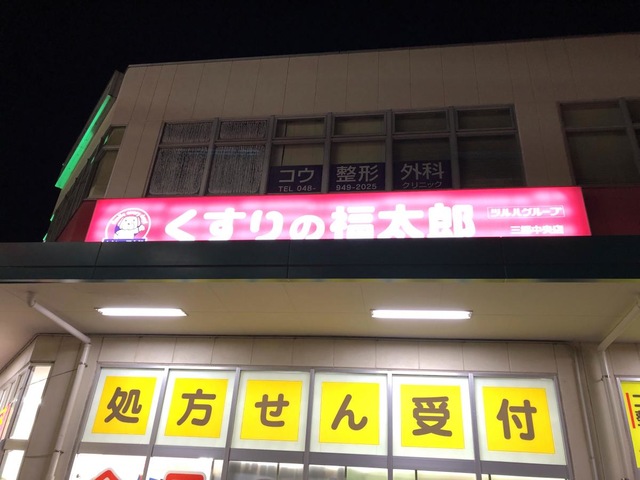 コウ 整形 外科
TEL 048- 949-2025 クリニック
くすりの福太郎
ツルハグループ
三郷中央店
処方せん受付